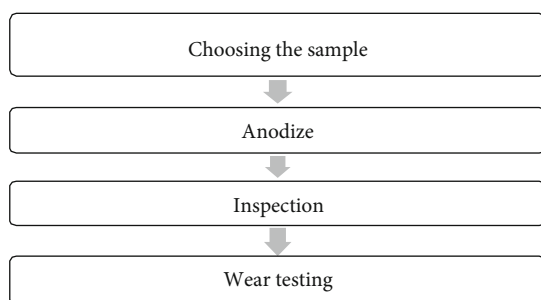 Choosing the sample
Anodize
Inspection
Wear testing